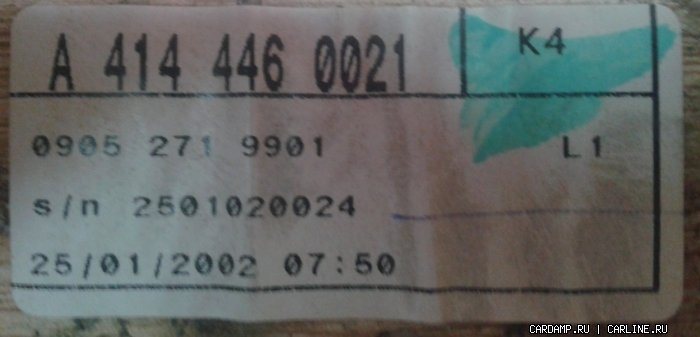 A 414 446 0021 K4
0905 271 9901 L1
s/n 2501020024
25/01/2002 07:50
CARDAMP.RU | CARLINE.RU